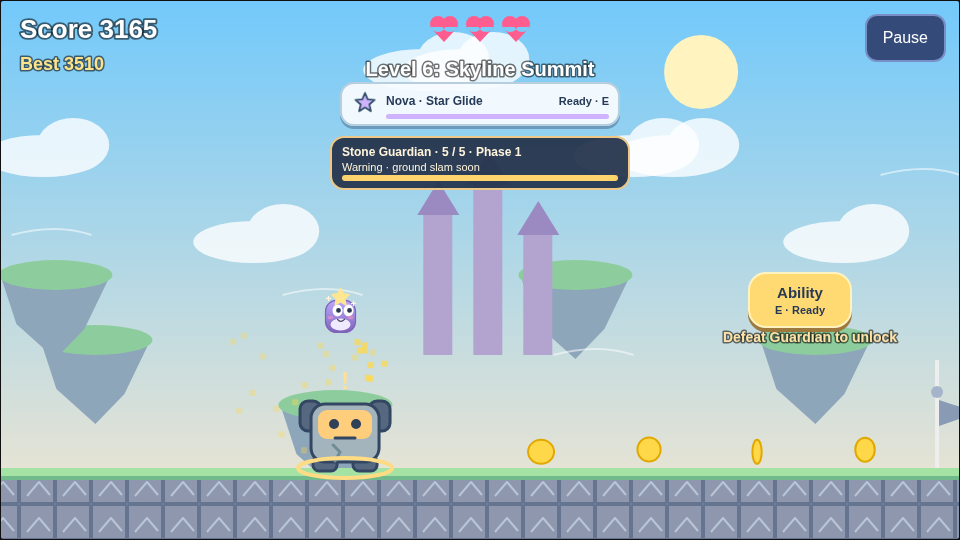 Score 3165
Best 3510
Level 6: Skyline Summit
Nova · Star Glide
Ready · E
Stone Guardian · 5 / 5 · Phase 1
Warning · ground slam soon
Pause
Ability
E · Ready
Defeat Guardian to unlock